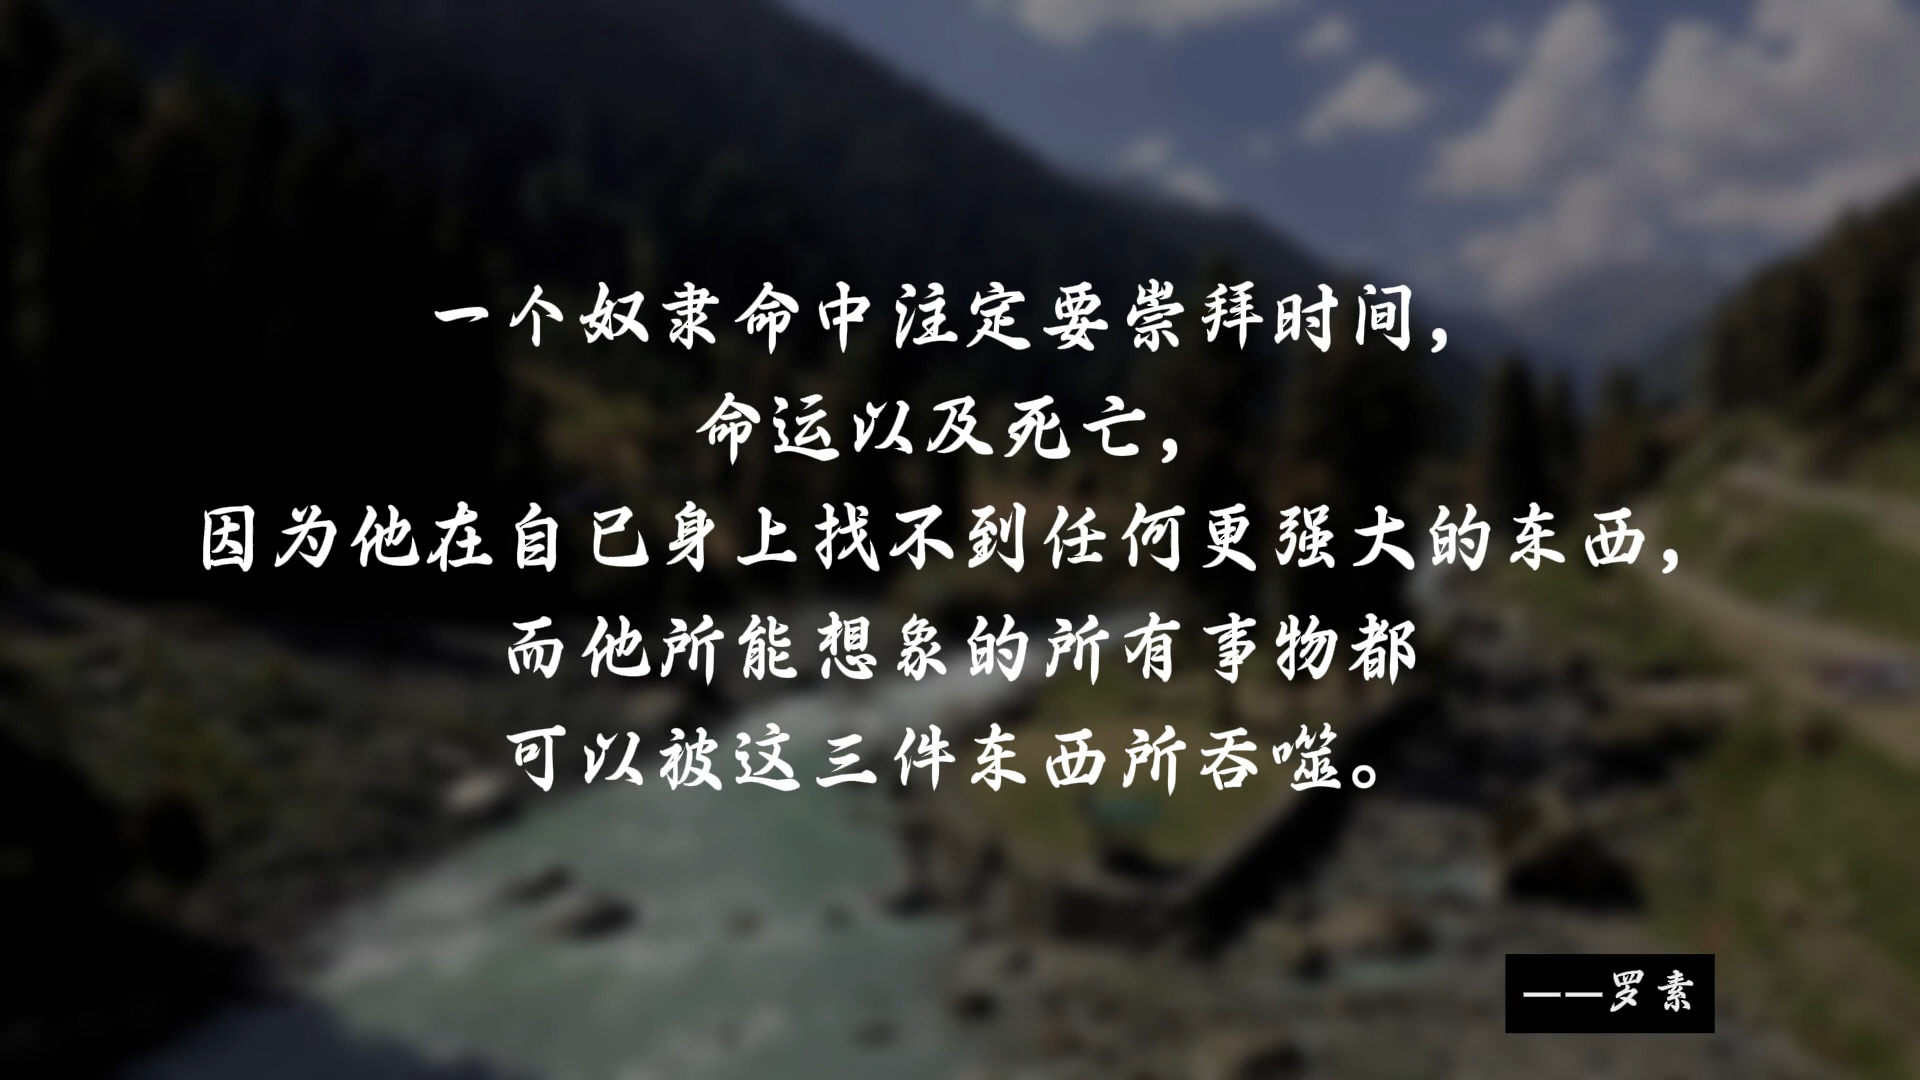 一个奴隶命中注定要崇拜时间，
命运以及死亡，
因为他在自已身上找不到任何更强大的东西，
而他所能想象的所有事物都
可以被这三件东西所吞噬。
——罗素